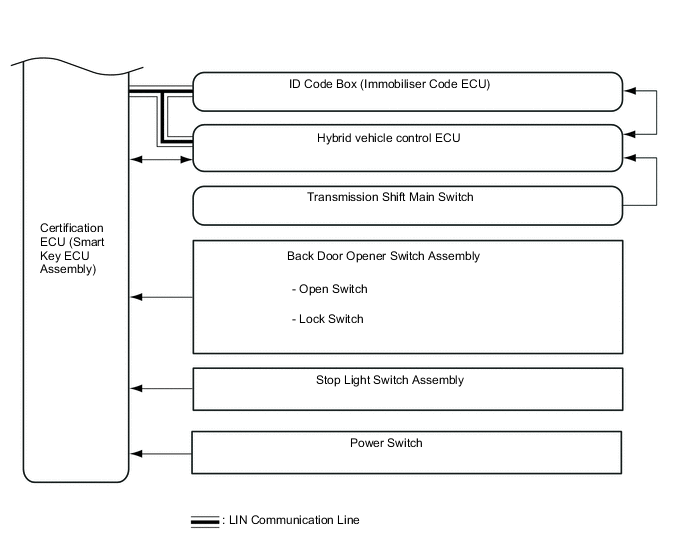 ID Code Box (Immobiliser Code ECU)
Hybrid vehicle control ECU
Transmission Shift Main Switch
Certification
ECU (Smart
Key ECU
Assembly)
Back Door Opener Switch Assembly
- Open Switch
- Lock Switch
Stop Light Switch Assembly
Power Switch
: LIN Communication Line